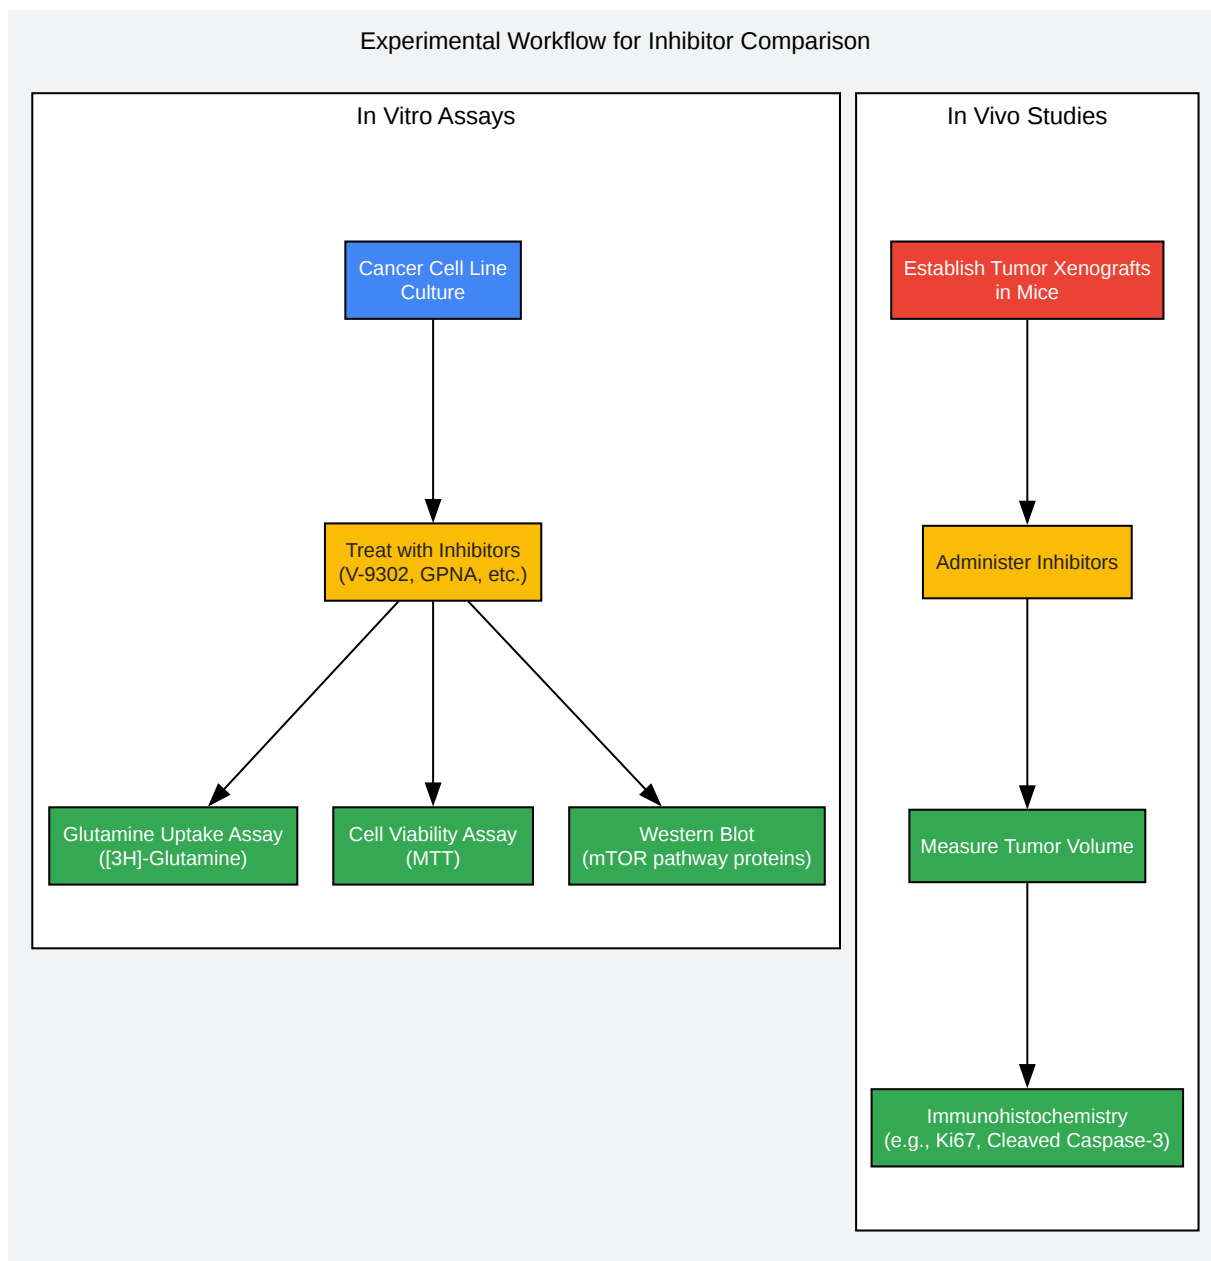 Experimental Workflow for Inhibitor Comparison
In Vitro Assays
Cancer Cell Line
Culture
Treat with Inhibitors
(V-9302, GPNA, etc.)
Glutamine Uptake Assay
([3H]-Glutamine)
Cell Viability Assay
(MTT)
Western Blot
(mTOR pathway proteins)
In Vivo Studies
Establish Tumor Xenografts
in Mice
Administer Inhibitors
Measure Tumor Volume
Immunohistochemistry
(e.g., Ki67, Cleaved Caspase-3)